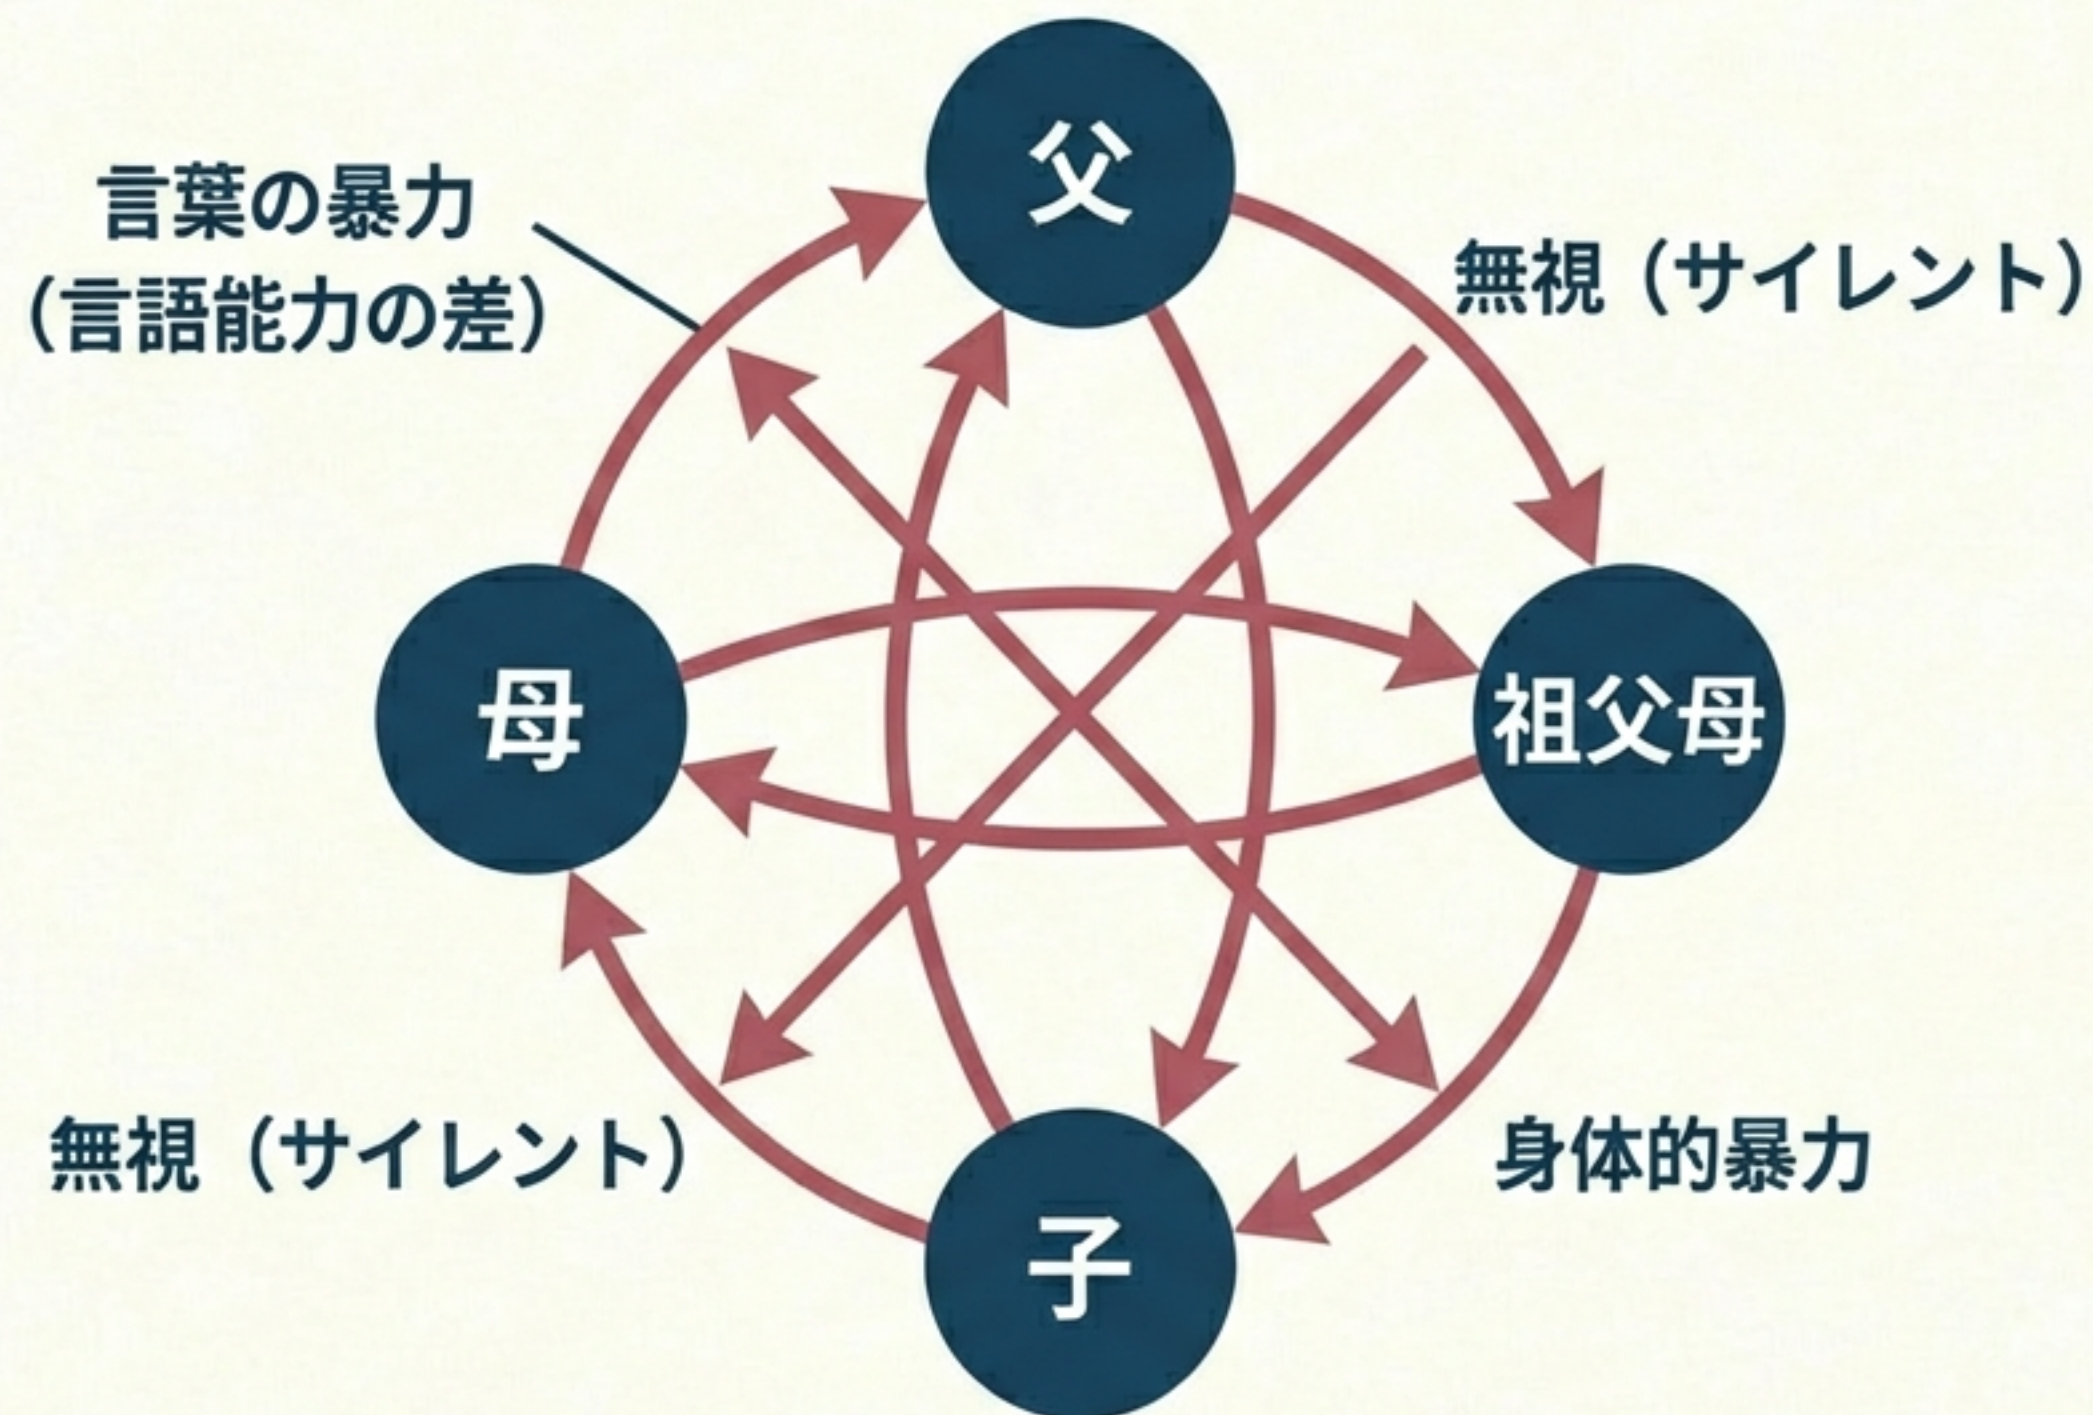 父
言葉の暴力
（言語能力の差）
無視（サイレント）
母
祖父母
無視（サイレント）
身体的暴力
子